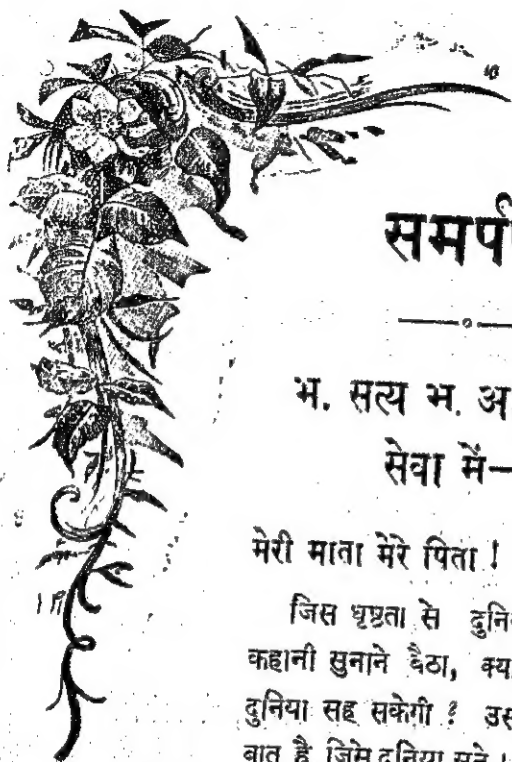 समर्प
भ. सत्य भ. अ
सेवा में—
मेरी माता मेरे पिता !
जिस धृष्टता से दुनि
कहानी सुनाने बैठा, क्या
दुनिया सह सकेगी ? उस
बात है जिसे दुनिया सुने